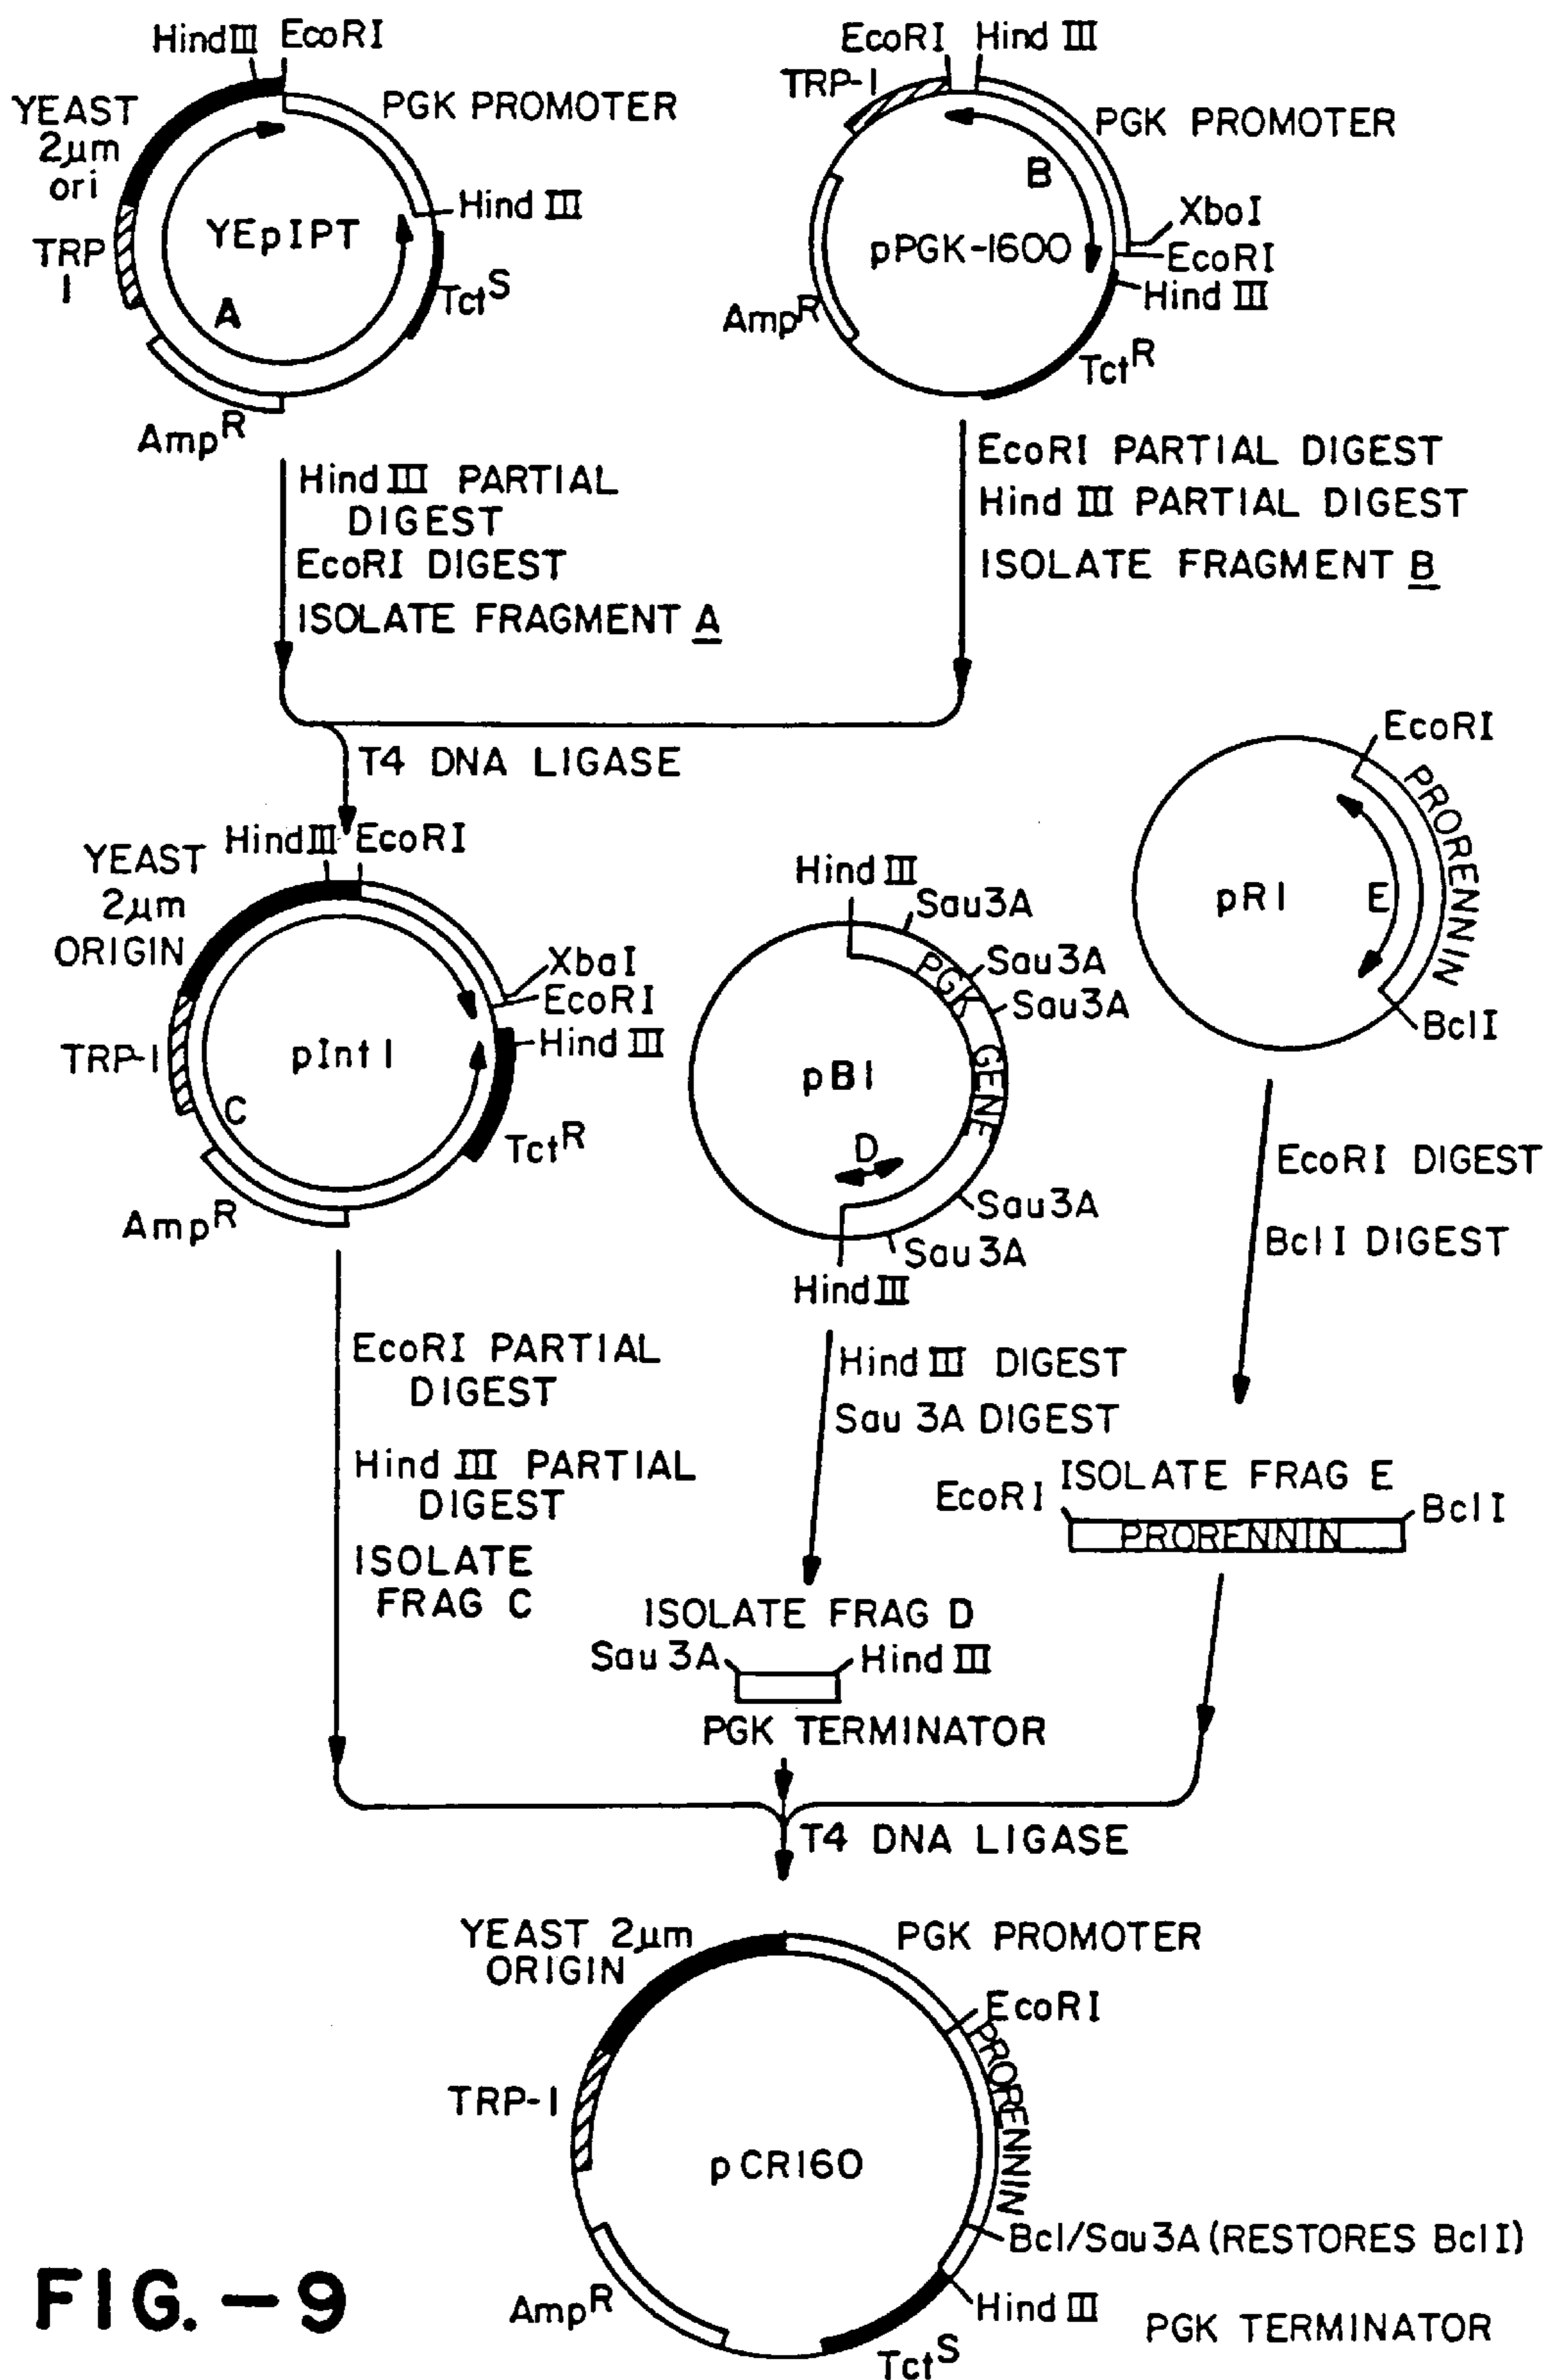 HindIII EcoRI
YEAST
2μm
ori
PGK PROMOTER
Hind III
YEpIPT
TRP
I
A
Tct^S
Amp^R
EcoRI Hind III
TRP-I
PGK PROMOTER
B
XboI
pPGK-1600
EcoRI
Hind III
Amp^R
Tct^R
Hind III PARTIAL
DIGEST
EcoRI DIGEST
ISOLATE FRAGMENT A
EcoRI PARTIAL DIGEST
Hind III PARTIAL DIGEST
ISOLATE FRAGMENT B
T4 DNA LIGASE
HindIII EcoRI
YEAST
2μm
ORIGIN
XbaI
EcoRI
Hind III
TRP-I
pInt I
C
Tct^R
Amp^R
Hind III
Sau3A
PGK
Sau3A
Sau3A
GENE
pBI
D
Sau3A
Sau3A
Hind III
EcoRI
PRORENNIN
pRI
E
BclI
EcoRI DIGEST
BclI DIGEST
EcoRI PARTIAL
DIGEST
Hind III PARTIAL
DIGEST
ISOLATE
FRAG C
Hind III DIGEST
Sau 3A DIGEST
ISOLATE FRAG D
Sau 3A Hind III
PGK TERMINATOR
ISOLATE FRAG E
EcoRI BclI
PRORENNIN
T4 DNA LIGASE
YEAST 2μm
ORIGIN
PGK PROMOTER
EcoRI
PRORENNIN
TRP-I
pCR160
Bcl/Sau3A (RESTORES BclI)
Hind III
PGK TERMINATOR
Amp^R
Tct^S
FIG. - 9